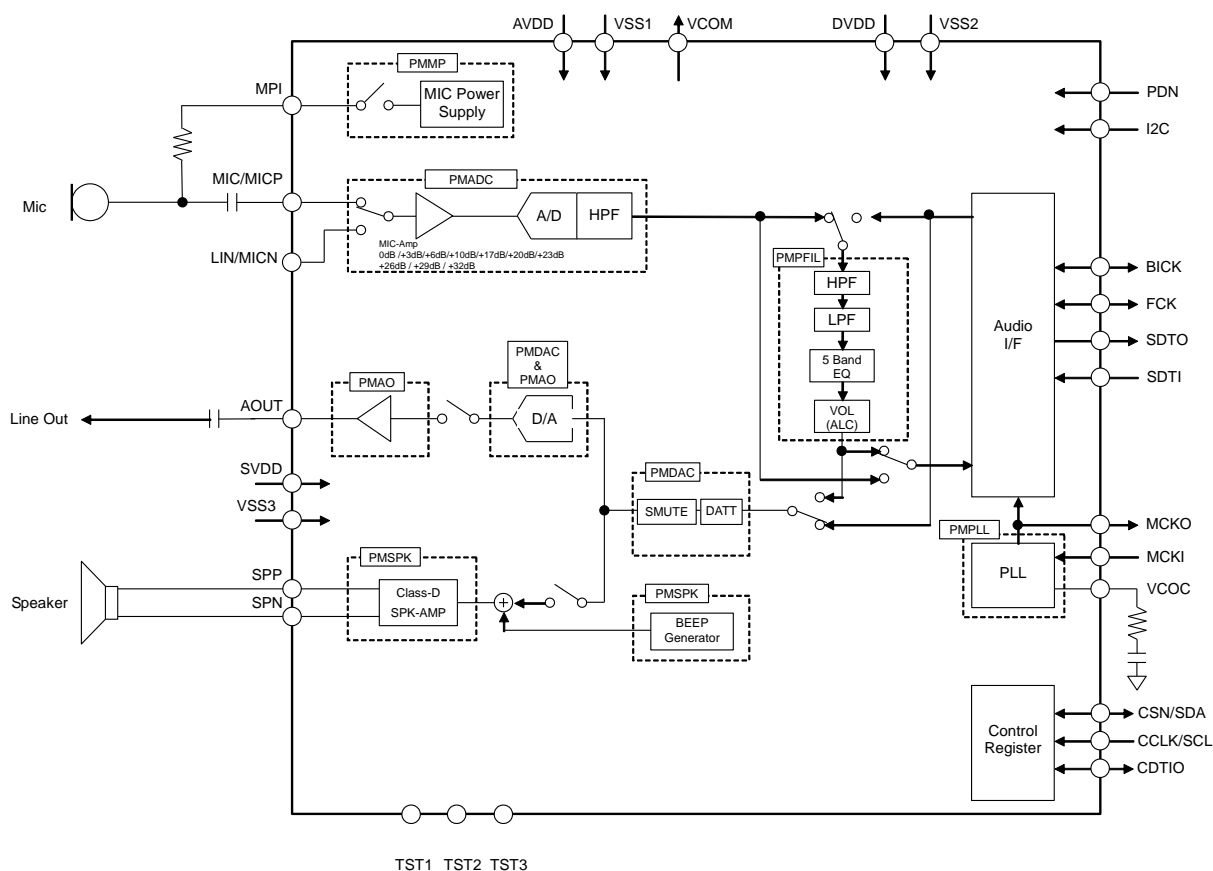 AVDD
VSS1
VCOM
DVDD
VSS2
PMMP
MPI
MIC Power
Supply
PDN
I2C
MIC/MICP
PMADC
Mic
A/D
HPF
MIC-Amp
0dB /+3dB/+6dB/+10dB/+17dB/+20dB/+23dB
+26dB / +29dB / +32dB
LIN/MICN
PMPFIL
HPF
LPF
5 Band
EQ
VOL
(ALC)
Audio
I/F
BICK
FCK
SDTO
SDTI
PMDAC
&
PMAO
PMAO
D/A
AOUT
Line Out
SVDD
VSS3
PMDAC
SMUTE
DATT
MCKO
PMPLL
MCKI
PLL
VCOC
PMSPK
SPP
Class-D
SPK-AMP
Speaker
SPN
PMSPK
BEEP
Generator
Control
Register
CSN/SDA
CCLK/SCL
CDTIO
TST1
TST2
TST3